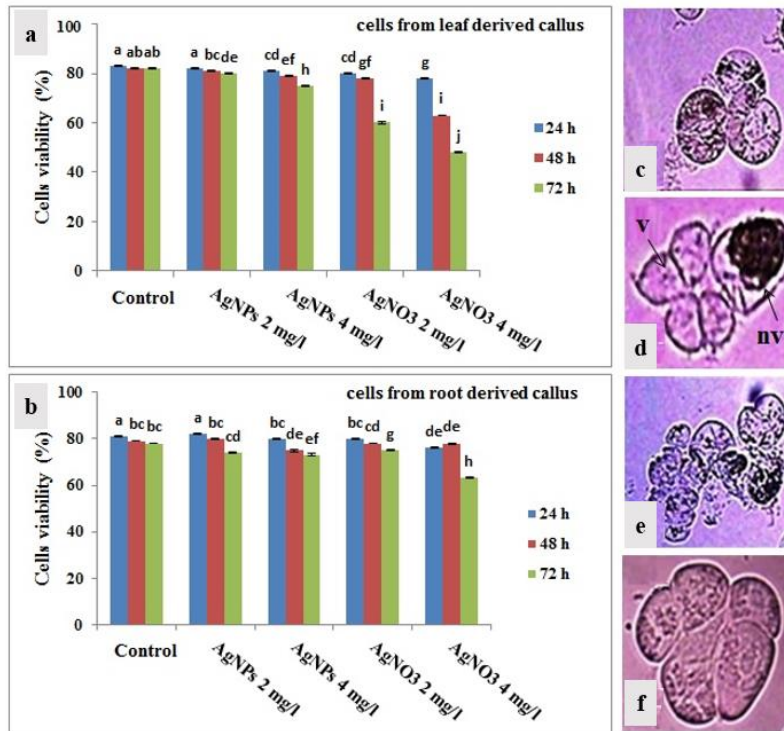 a
cells from leaf derived callus
100
80
60
40
20
0
Cells viability (%)
a abab
a bc de
cd ef h
cd gf i
g i j
24 h
48 h
72 h
Control
AgNPs 2 mg/l
AgNPs 4 mg/l
AgNO3 2 mg/l
AgNO3 4 mg/l
b
cells from root derived callus
100
80
60
40
20
0
Cells viability (%)
a bc bc
a bc cd
bc de ef
bc cd g
de de h
24 h
48 h
72 h
Control
AgNPs 2 mg/l
AgNPs 4 mg/l
AgNO3 2 mg/l
AgNO3 4 mg/l
c
v
nv
d
e
f